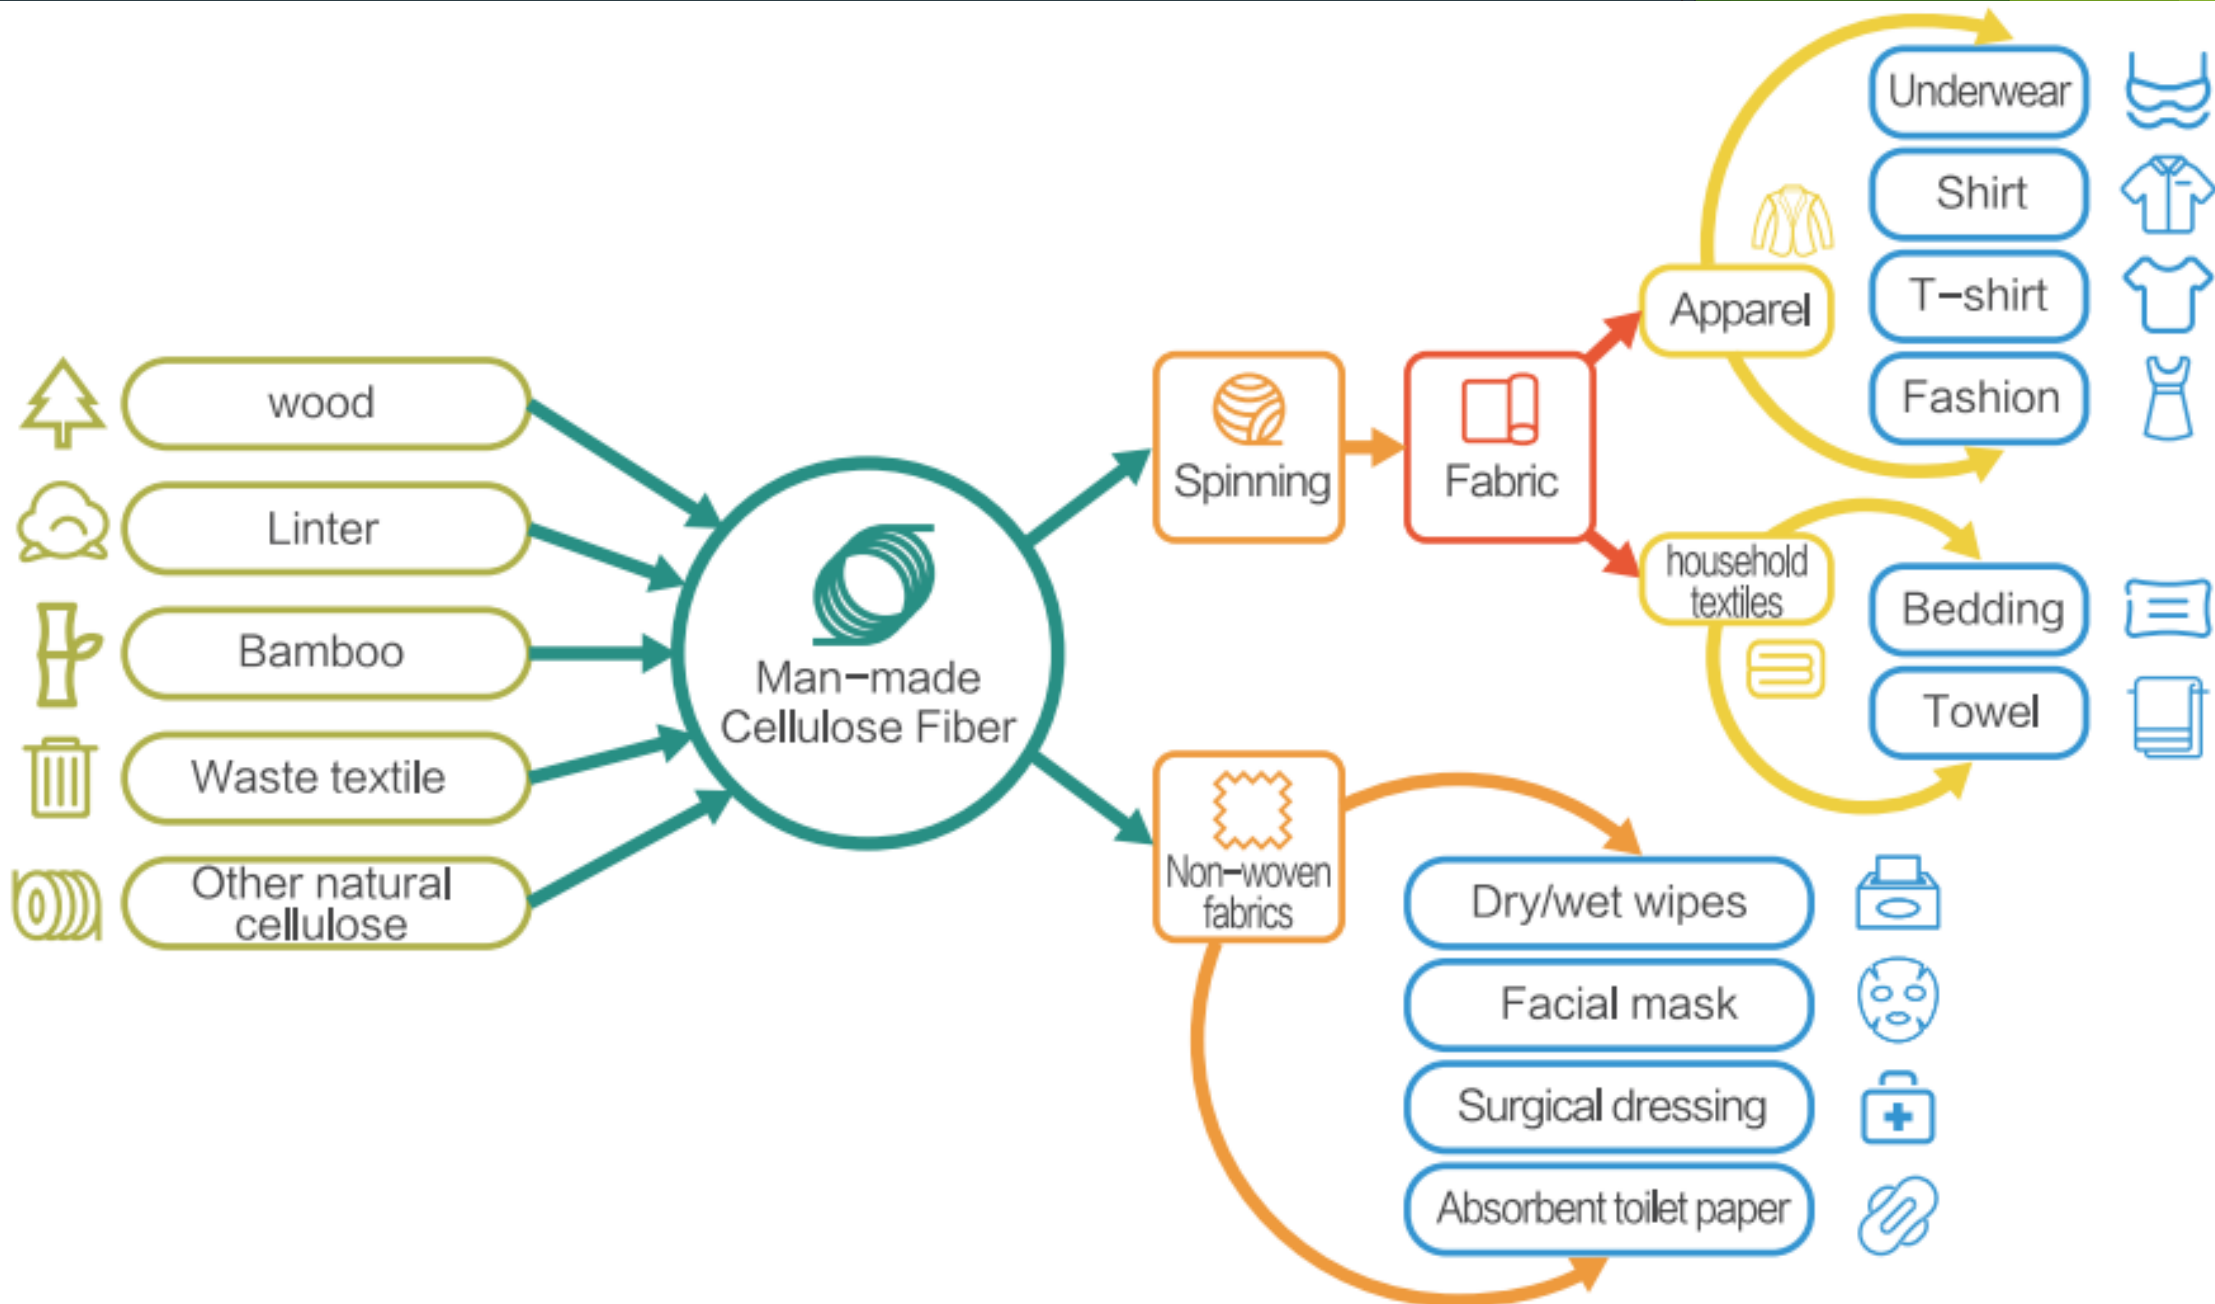 wood
Linter
Bamboo
Waste textile
Other natural
cellulose
Man-made
Cellulose Fiber
Spinning
Fabric
Apparel
Underwear
Shirt
T-shirt
Fashion
household
textiles
Bedding
Towel
Non-woven
fabrics
Dry/wet wipes
Facial mask
Surgical dressing
Absorbent toilet paper